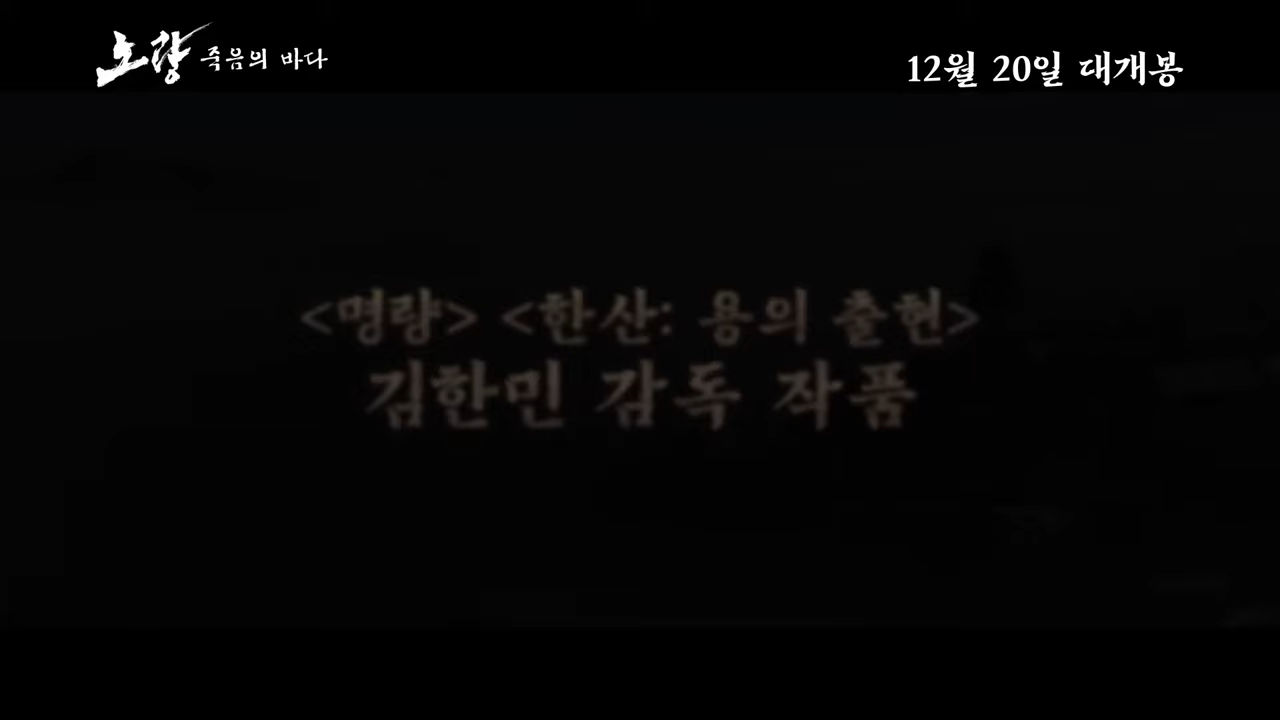 노량 죽음의 바다
12월 20일 대개봉
<명량> <한산: 용의 출현>
김한민 감독 작품